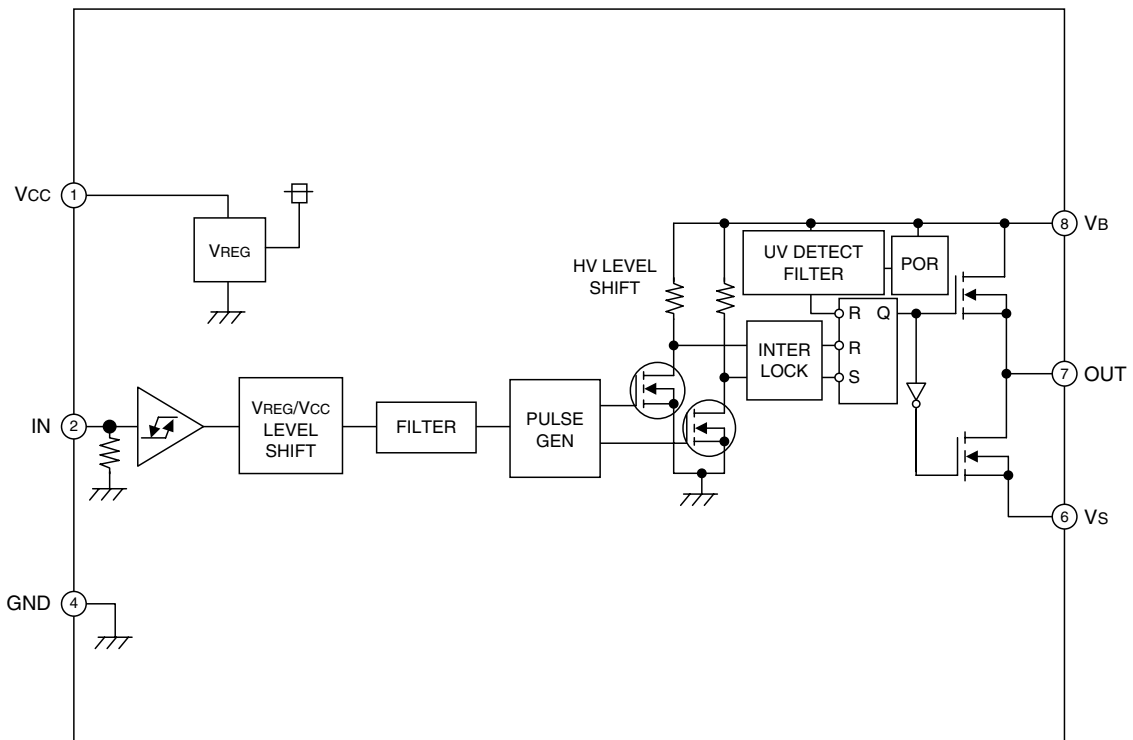 VCC
1
VREG
HV LEVEL
SHIFT
UV DETECT
FILTER
POR
8
VB
R
Q
R
S
INTER
LOCK
7
OUT
IN
2
VREG/VCC
LEVEL
SHIFT
FILTER
PULSE
GEN
6
VS
GND
4